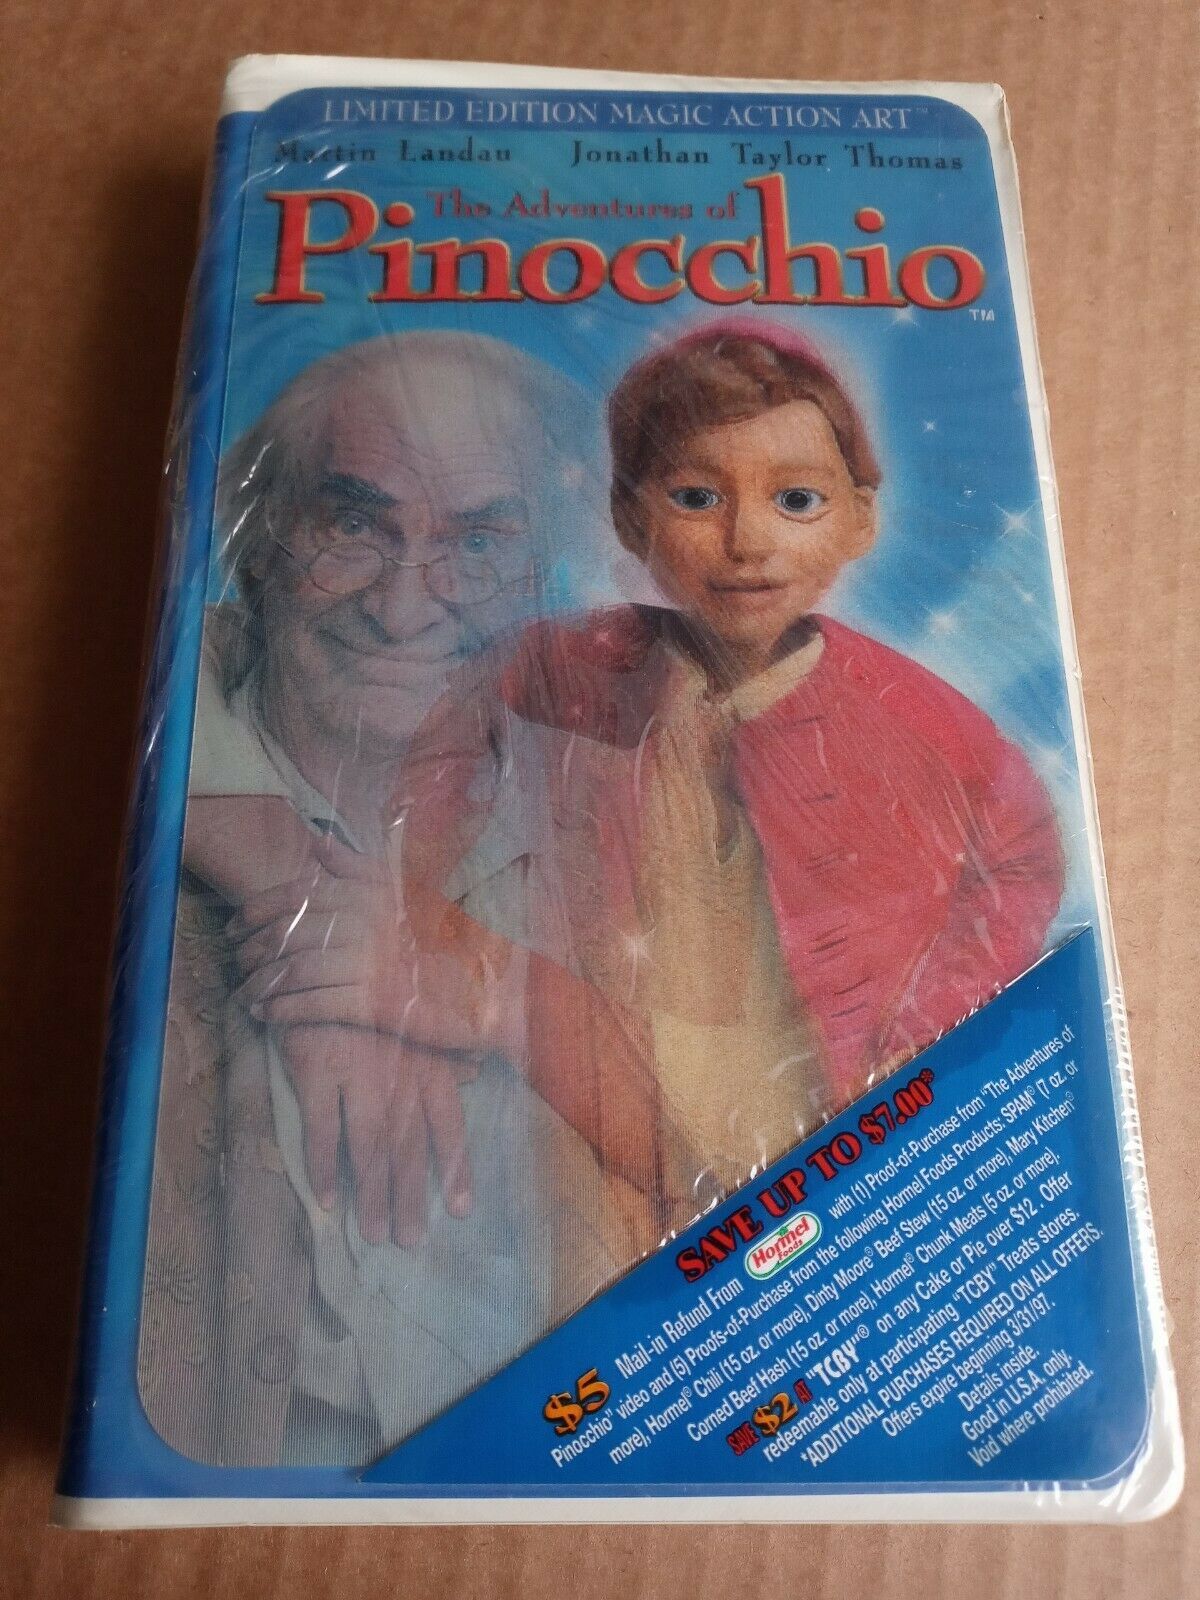 LIMITED EDITION MAGIC ACTION ART™
Martin Landau Jonathan Taylor Thomas
The Adventures of
Pinocchio™
SAVE UP TO $7.00*
$5 Mail-in Refund From Hormel Foods with (1) Proof-of-Purchase from "The Adventures of
Pinocchio" video and (5) Proofs-of-Purchase from the following Hormel Foods Products: SPAM® (7 oz. or
more), Hormel® Chili (15 oz. or more), Dinty Moore® Beef Stew (15 oz. or more), Mary Kitchen®
Corned Beef Hash (15 oz. or more), Hormel® Chunk Meats (5 oz. or more).
SAVE $2 AT "TCBY"® on any Cake or Pie over $12. Offer
redeemable only at participating "TCBY" Treats stores.
*ADDITIONAL PURCHASES REQUIRED ON ALL OFFERS.
Offers expire beginning 3/31/97.
Details inside.
Good in U.S.A. only.
Void where prohibited.